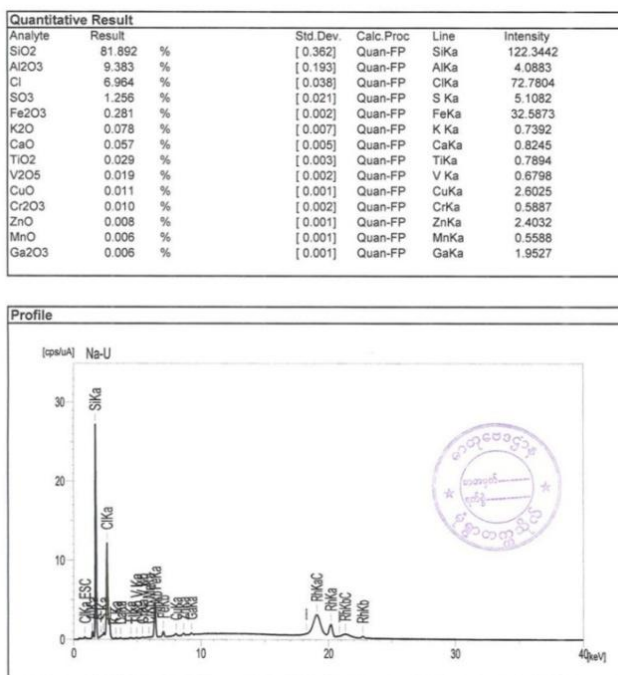 Quantitative Result
Analyte Result Std.Dev. Calc.Proc Line Intensity
SiO2 81.892 % [ 0.362] Quan-FP SiKa 122.3442
Al2O3 9.383 % [ 0.193] Quan-FP AlKa 4.0883
Cl 6.964 % [ 0.038] Quan-FP ClKa 72.7804
SO3 1.256 % [ 0.021] Quan-FP S Ka 5.1082
Fe2O3 0.281 % [ 0.002] Quan-FP FeKa 32.5873
K2O 0.078 % [ 0.007] Quan-FP K Ka 0.7392
CaO 0.057 % [ 0.005] Quan-FP CaKa 0.8245
TiO2 0.029 % [ 0.003] Quan-FP TiKa 0.7894
V2O5 0.019 % [ 0.002] Quan-FP V Ka 0.6798
CuO 0.011 % [ 0.001] Quan-FP CuKa 2.6025
Cr2O3 0.010 % [ 0.002] Quan-FP CrKa 0.5887
ZnO 0.008 % [ 0.001] Quan-FP ZnKa 2.4032
MnO 0.006 % [ 0.001] Quan-FP MnKa 0.5588
Ga2O3 0.006 % [ 0.001] Quan-FP GaKa 1.9527
Profile
[cps/uA] Na-U
30
20
10
0
SiKa
ClKa
ClKa ESC
FeKa
FeKb
CuKa
ZnKa
GaKa
RhKaC
RhKa
RhKbC
RhKb
0 10 20 30 40 [keV]
ဓာတုဗေဒဌာန